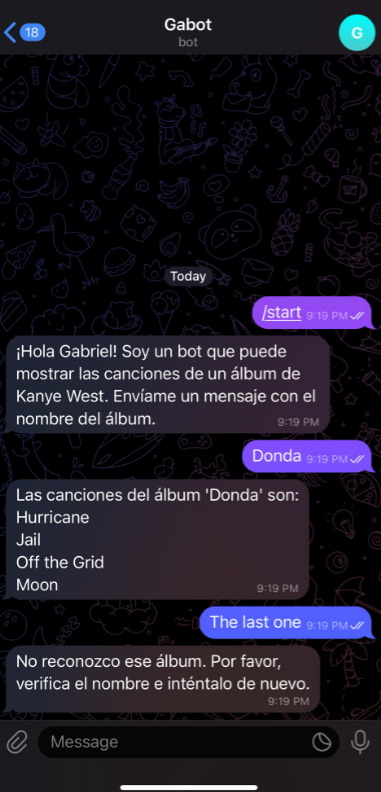 18
Gabot
bot
G
Today
/start 9:19 PM
¡Hola Gabriel! Soy un bot que puede
mostrar las canciones de un álbum de
Kanye West. Envíame un mensaje con el
nombre del álbum. 9:19 PM
Donda 9:19 PM
Las canciones del álbum 'Donda' son:
Hurricane
Jail
Off the Grid
Moon 9:19 PM
The last one 9:19 PM
No reconozco ese álbum. Por favor,
verifica el nombre e inténtalo de nuevo.
9:19 PM
Message